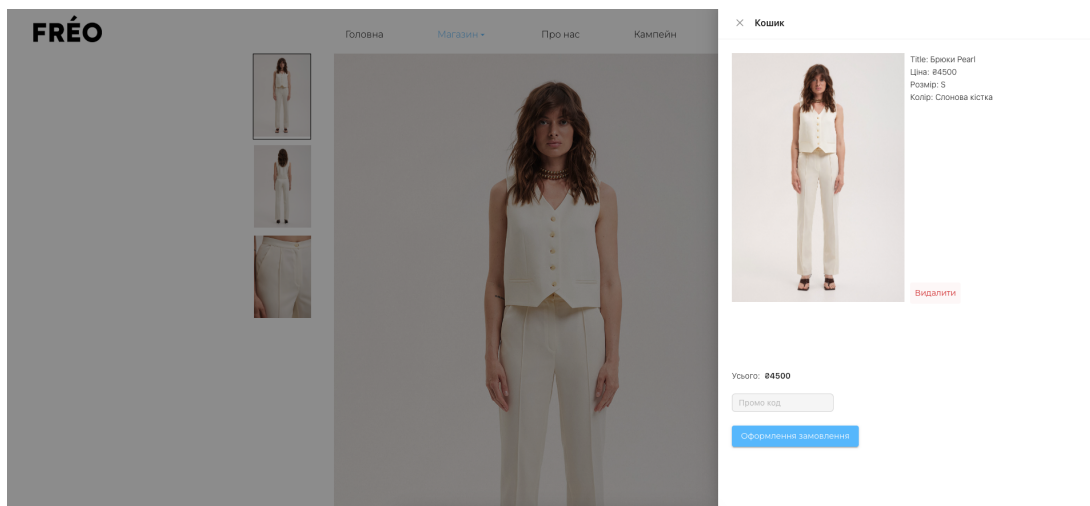 FRÉO
Головна
Магазин
Про нас
Кампейн
Кошик
Title: Брюки Pearl
Ціна: ₴4500
Розмір: S
Колір: Слонова кістка
Видалити
Усього: ₴4500
Промо код
Оформлення замовлення